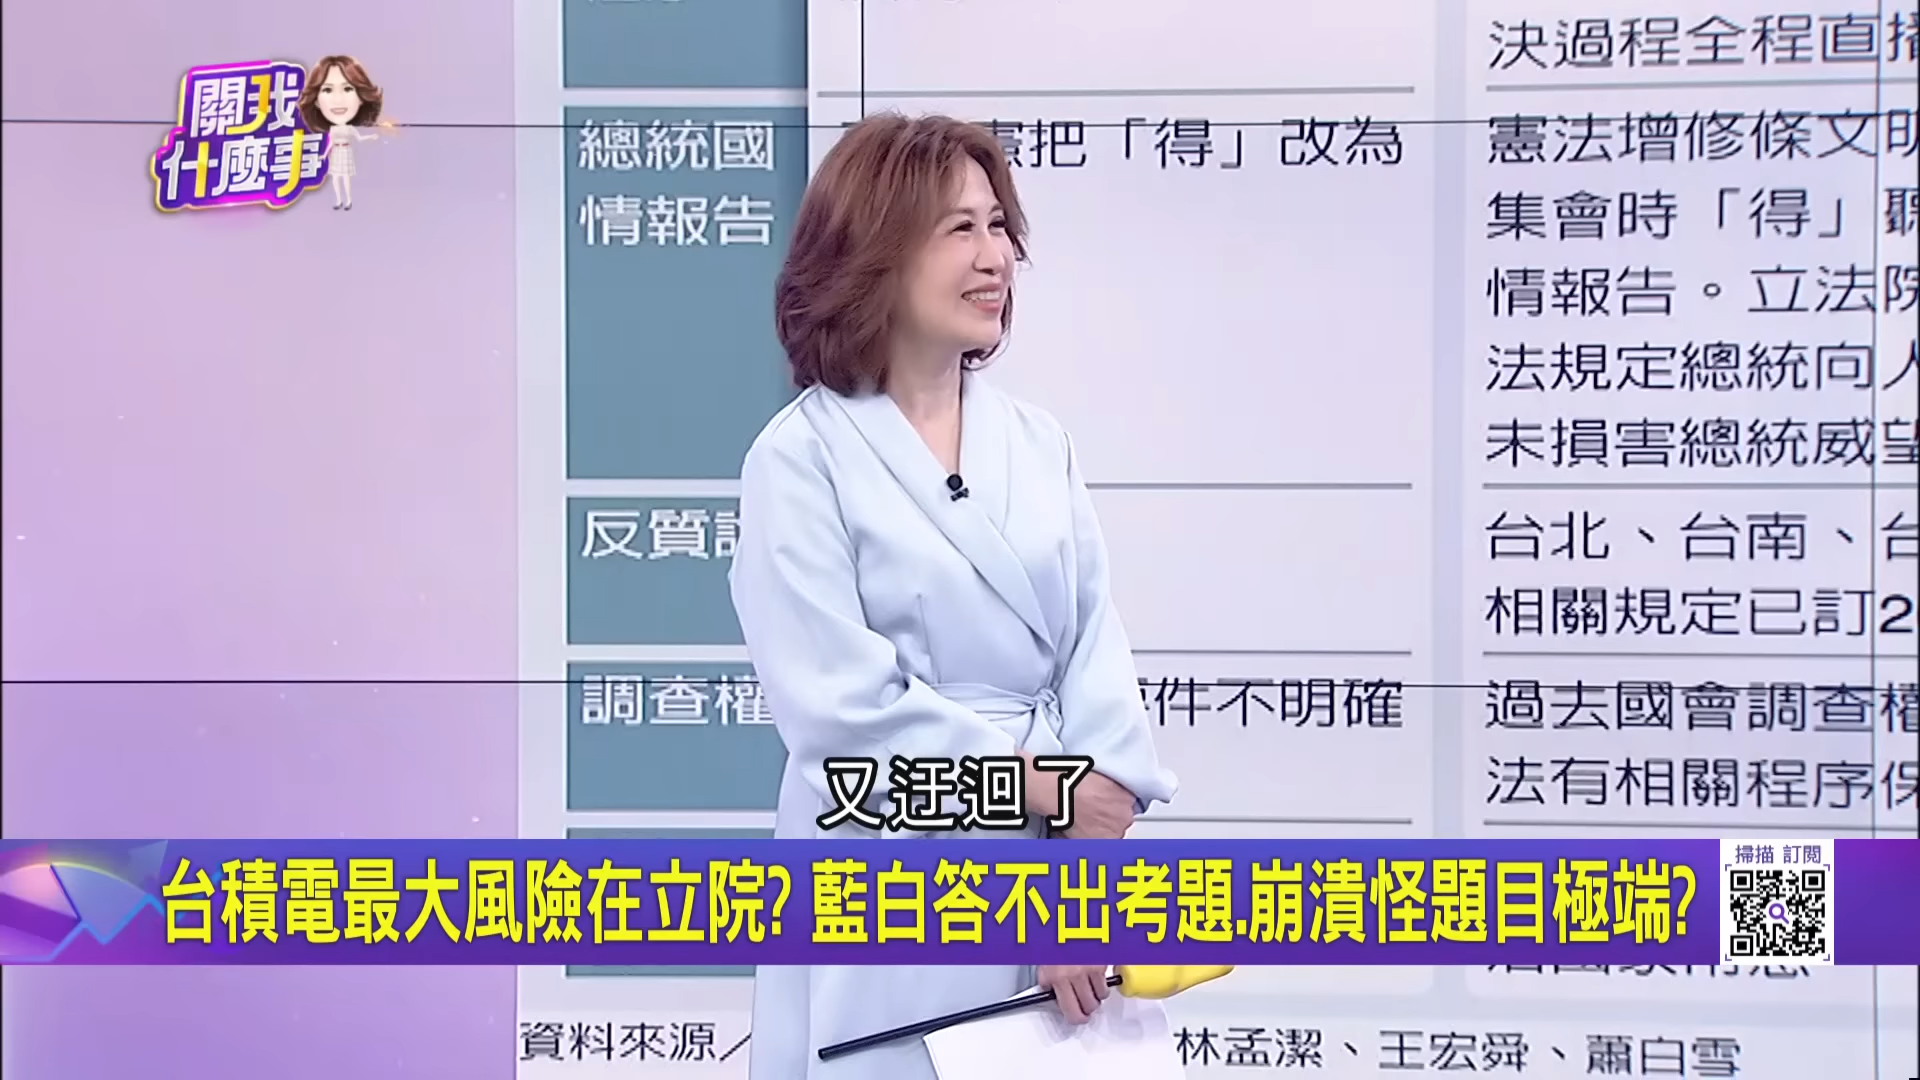 關我
什麼事
決過程全程直播
總統國
情報告
憲把「得」改為
憲法增修條文明
集會時「得」聽
情報告。立法院
法規定總統向人
未損害總統威望
反質詢
台北、台南、台
相關規定已訂2
調查權
件不明確
過去國會調查權
法有相關程序保
又迂迴了
台積電最大風險在立院? 藍白答不出考題.崩潰怪題目極端?
掃描 訂閱
資料來源／
林孟潔、王宏舜、蕭白雪